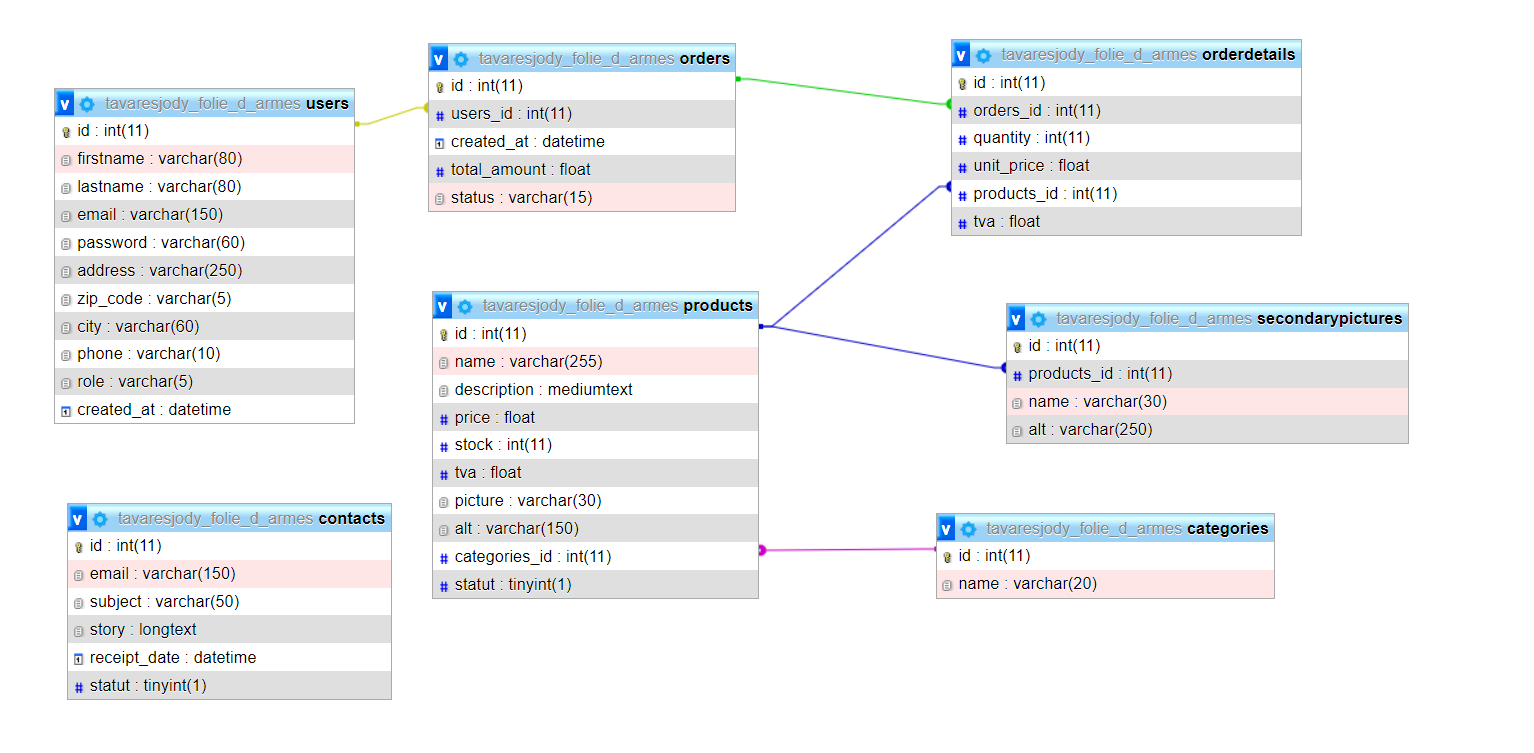 v tavaresjody_folie_d_armes users
id : int(11)
firstname : varchar(80)
lastname : varchar(80)
email : varchar(150)
password : varchar(60)
address : varchar(250)
zip_code : varchar(5)
city : varchar(60)
phone : varchar(10)
role : varchar(5)
created_at : datetime
v tavaresjody_folie_d_armes contacts
id : int(11)
email : varchar(150)
subject : varchar(50)
story : longtext
receipt_date : datetime
# statut : tinyint(1)
v tavaresjody_folie_d_armes orders
id : int(11)
# users_id : int(11)
created_at : datetime
# total_amount : float
status : varchar(15)
v tavaresjody_folie_d_armes products
id : int(11)
name : varchar(255)
description : mediumtext
# price : float
# stock : int(11)
# tva : float
picture : varchar(30)
alt : varchar(150)
# categories_id : int(11)
# statut : tinyint(1)
v tavaresjody_folie_d_armes orderdetails
id : int(11)
# orders_id : int(11)
# quantity : int(11)
# unit_price : float
# products_id : int(11)
# tva : float
v tavaresjody_folie_d_armes secondarypictures
id : int(11)
# products_id : int(11)
name : varchar(30)
alt : varchar(250)
v tavaresjody_folie_d_armes categories
id : int(11)
name : varchar(20)